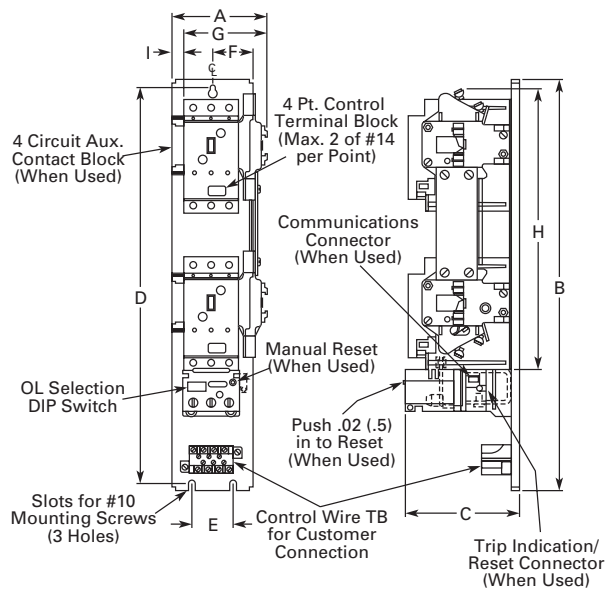 A
G
I
F
℄
4 Pt. Control
Terminal Block
(Max. 2 of #14
per Point)
4 Circuit Aux.
Contact Block
(When Used)
Communications
Connector
(When Used)
H
D
B
Manual Reset
(When Used)
OL Selection
DIP Switch
Push .02 (.5)
in to Reset
(When Used)
Slots for #10
Mounting Screws
(3 Holes)
E
Control Wire TB
for Customer
Connection
C
Trip Indication/
Reset Connector
(When Used)